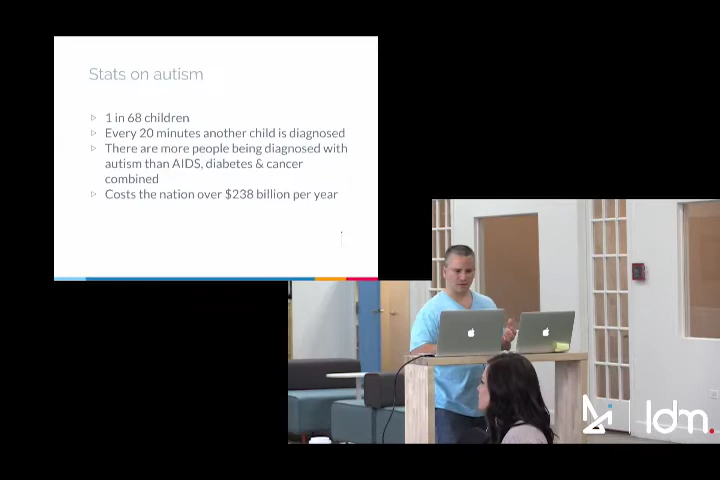 Stats on autism
1 in 68 children
Every 20 minutes another child is diagnosed
There are more people being diagnosed with
autism than AIDS, diabetes & cancer
combined
Costs the nation over $238 billion per year
ldm.